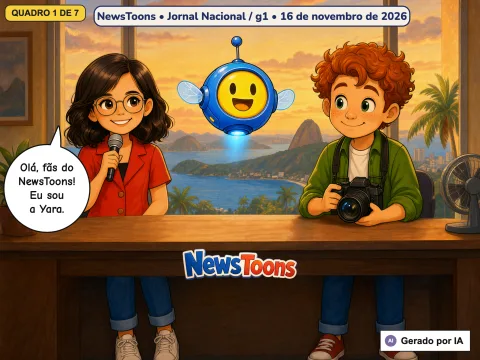 QUADRO 1 DE 7
NewsToons • Jornal Nacional / g1 • 16 de novembro de 2026
Olá, fãs do
NewsToons!
Eu sou
a Yara.
NewsToons
AI Gerado por IA